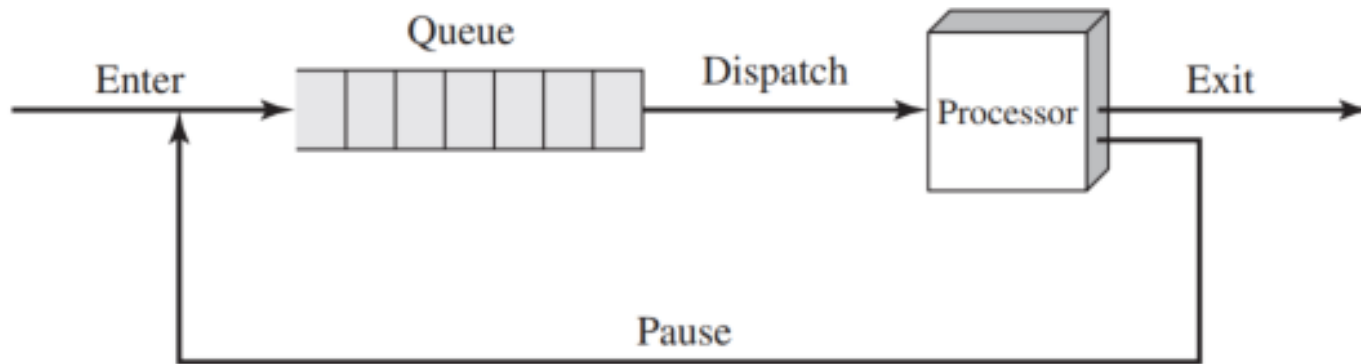 Queue
Enter
Dispatch
Processor
Exit
Pause